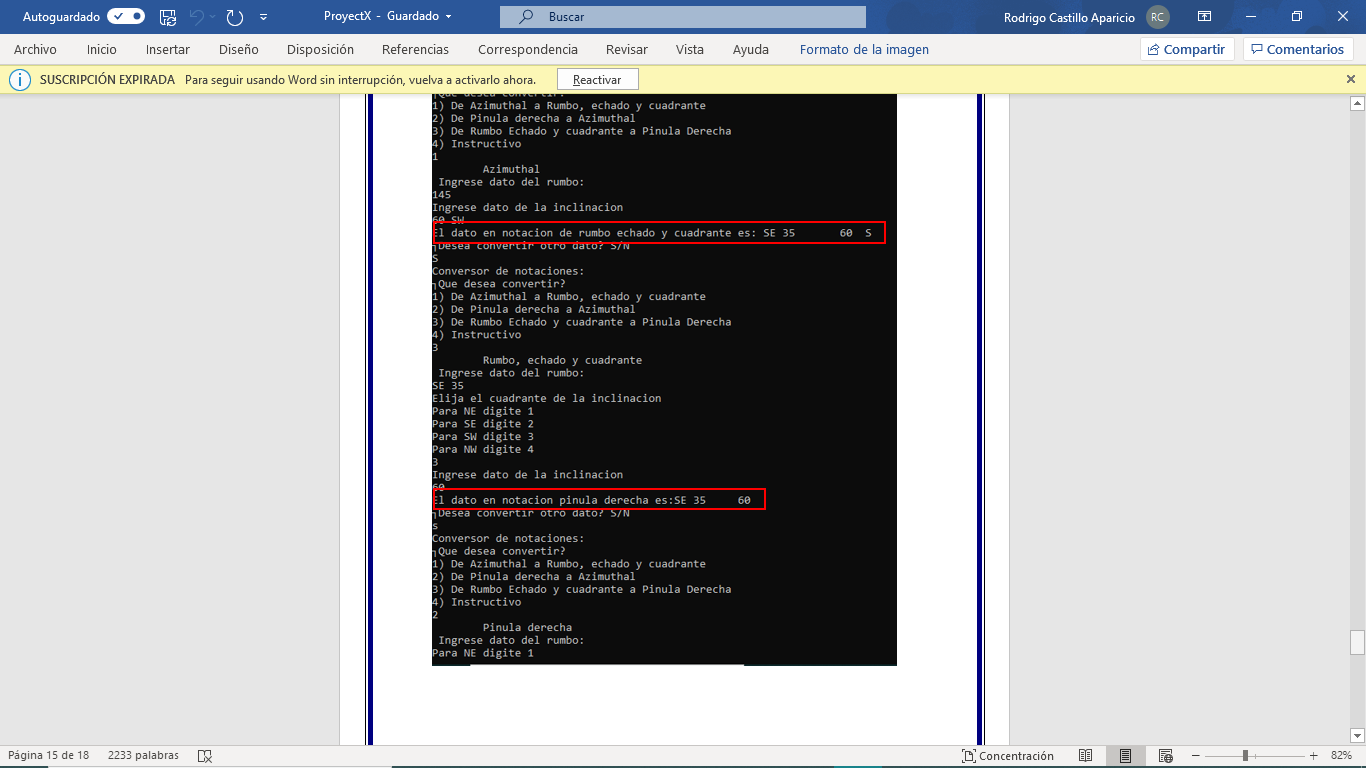 Autoguardado ProyectX - Guardado Buscar Rodrigo Castillo Aparicio RC
Archivo Inicio Insertar Diseño Disposición Referencias Correspondencia Revisar Vista Ayuda Formato de la imagen Compartir Comentarios
SUSCRIPCIÓN EXPIRADA Para seguir usando Word sin interrupción, vuelva a activarlo ahora. Reactivar
┐Que desea convertir?
1) De Azimuthal a Rumbo, echado y cuadrante
2) De Pinula derecha a Azimuthal
3) De Rumbo Echado y cuadrante a Pinula Derecha
4) Instructivo
1
Azimuthal
Ingrese dato del rumbo:
145
Ingrese dato de la inclinacion
60 SW
El dato en notacion de rumbo echado y cuadrante es: SE 35 60 S
┐Desea convertir otro dato? S/N
S
Conversor de notaciones:
┐Que desea convertir?
1) De Azimuthal a Rumbo, echado y cuadrante
2) De Pinula derecha a Azimuthal
3) De Rumbo Echado y cuadrante a Pinula Derecha
4) Instructivo
3
Rumbo, echado y cuadrante
Ingrese dato del rumbo:
SE 35
Elija el cuadrante de la inclinacion
Para NE digite 1
Para SE digite 2
Para SW digite 3
Para NW digite 4
3
Ingrese dato de la inclinacion
60
El dato en notacion pinula derecha es:SE 35 60
┐Desea convertir otro dato? S/N
s
Conversor de notaciones:
┐Que desea convertir?
1) De Azimuthal a Rumbo, echado y cuadrante
2) De Pinula derecha a Azimuthal
3) De Rumbo Echado y cuadrante a Pinula Derecha
4) Instructivo
2
Pinula derecha
Ingrese dato del rumbo:
Para NE digite 1
Página 15 de 18 2233 palabras Concentración 82%